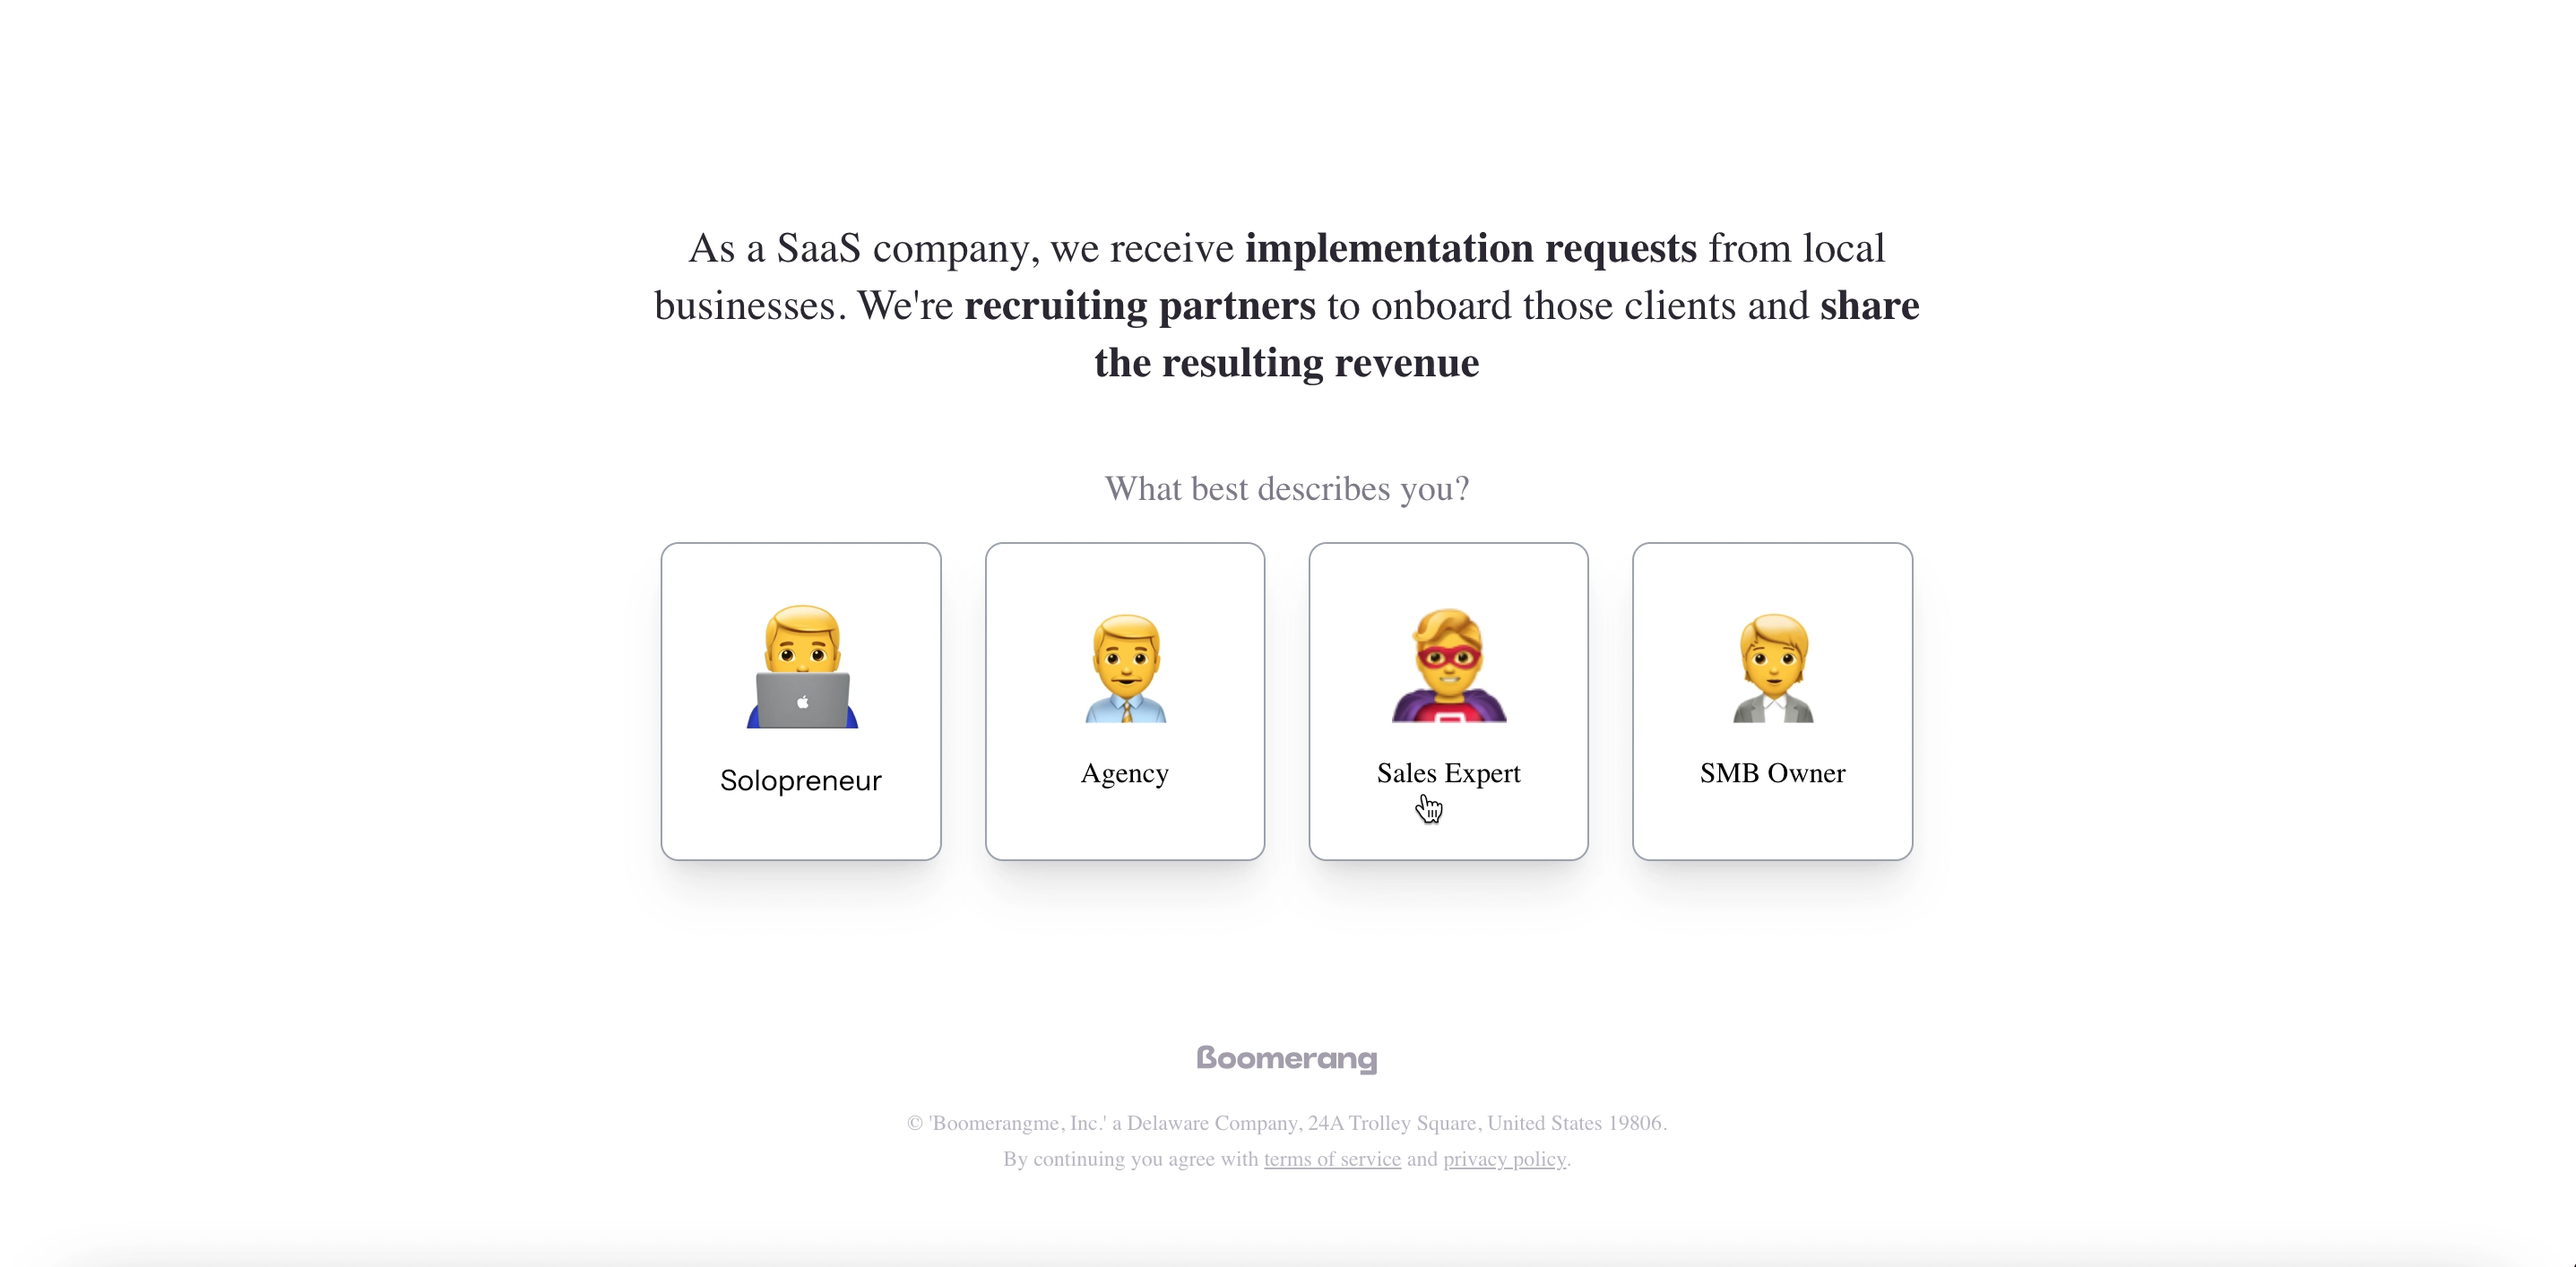 As a SaaS company, we receive implementation requests from local
businesses. We're recruiting partners to onboard those clients and share
the resulting revenue
What best describes you?
Solopreneur
Agency
Sales Expert
SMB Owner
Boomerang
© 'Boomerangme, Inc.' a Delaware Company, 24A Trolley Square, United States 19806.
By continuing you agree with terms of service and privacy policy.